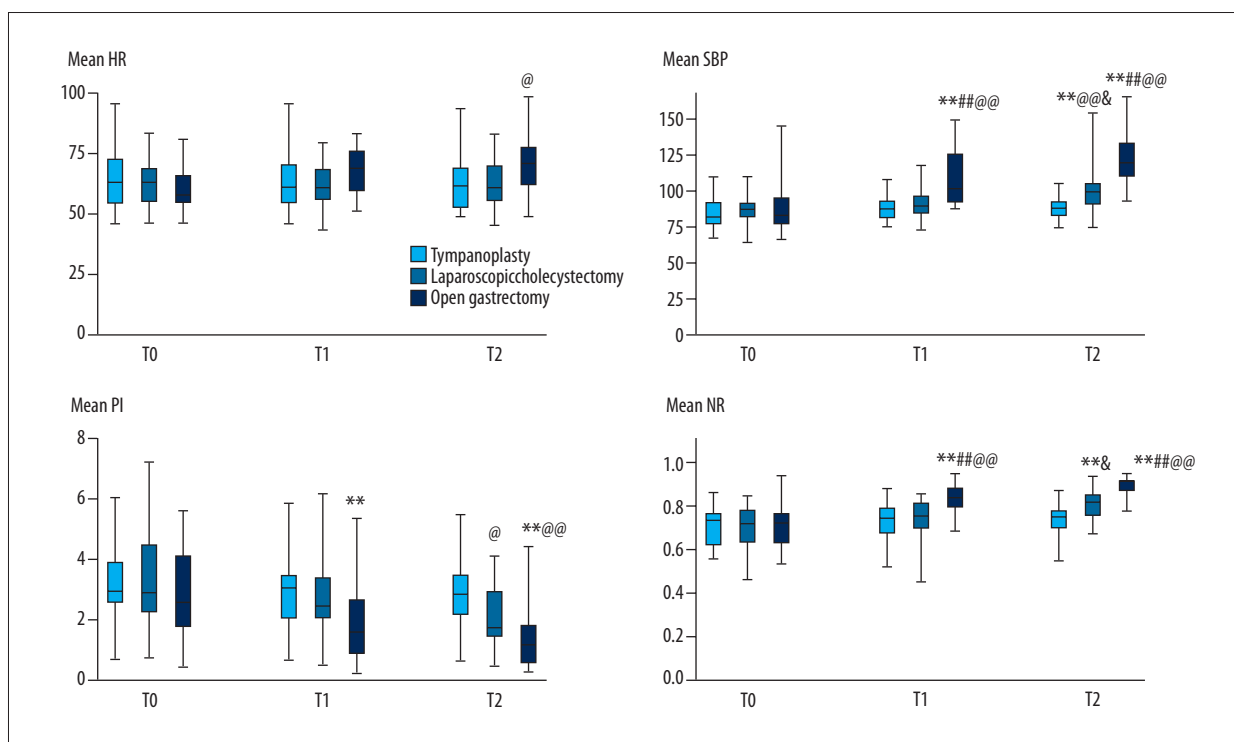 Mean HR
@
100
75
50
25
0
Tympanoplasty
Laparoscopiccholecystectomy
Open gastrectomy
T0 T1 T2
Mean SBP
**##@@
**##@@ **@@&
150
125
100
75
50
25
0
T0 T1 T2
Mean PI
8
6
4
2
0
**
@
**@@
T0 T1 T2
Mean NR
**##@@ **& **##@@
1.0
0.8
0.6
0.4
0.2
0.0
T0 T1 T2